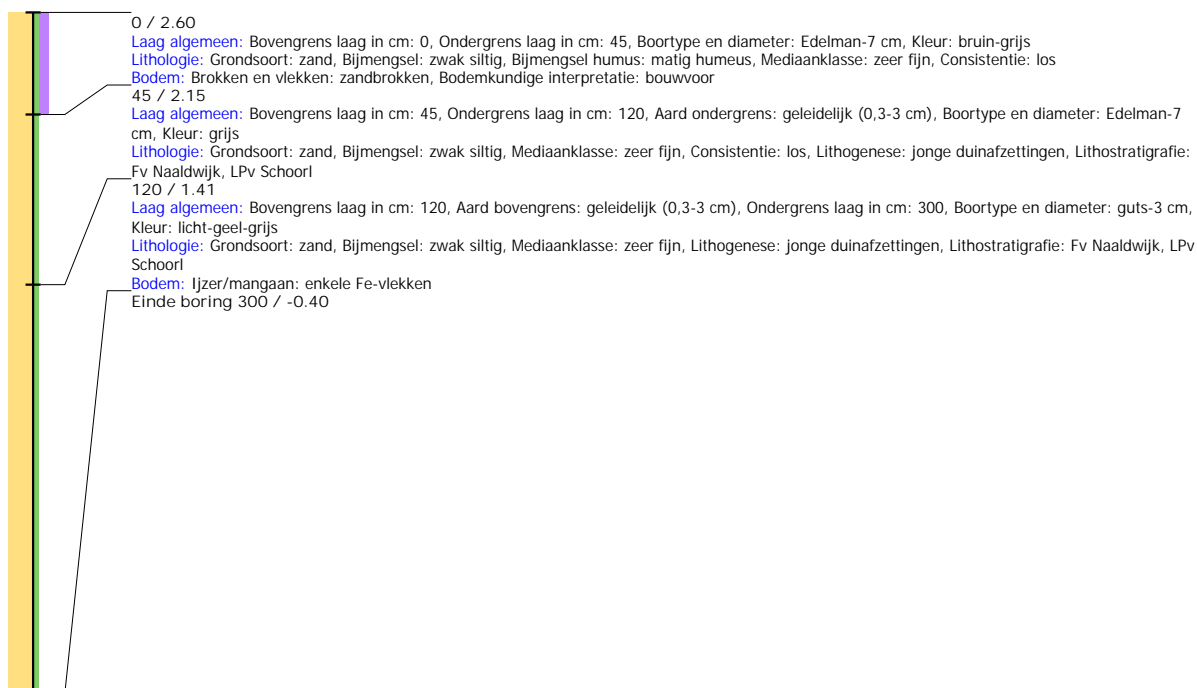 0 / 2.60
Laag algemeen: Bovengrens laag in cm: 0, Ondergrens laag in cm: 45, Boortype en diameter: Edelman-7 cm, Kleur: bruin-grijs
Lithologie: Grondsoort: zand, Bijmengsel: zwak siltig, Bijmengsel humus: matig humeus, Mediaanklasse: zeer fijn, Consistentie: los
Bodem: Brokken en vlekken: zandbrokken, Bodemkundige interpretatie: bouwvoor
45 / 2.15
Laag algemeen: Bovengrens laag in cm: 45, Ondergrens laag in cm: 120, Aard ondergrens: geleidelijk (0,3-3 cm), Boortype en diameter: Edelman-7
cm, Kleur: grijs
Lithologie: Grondsoort: zand, Bijmengsel: zwak siltig, Mediaanklasse: zeer fijn, Consistentie: los, Lithogenese: jonge duinafzettingen, Lithostratigrafie:
Fv Naaldwijk, LPv Schoorl
120 / 1.41
Laag algemeen: Bovengrens laag in cm: 120, Aard bovengrens: geleidelijk (0,3-3 cm), Ondergrens laag in cm: 300, Boortype en diameter: guts-3 cm,
Kleur: licht-geel-grijs
Lithologie: Grondsoort: zand, Bijmengsel: zwak siltig, Mediaanklasse: zeer fijn, Lithogenese: jonge duinafzettingen, Lithostratigrafie: Fv Naaldwijk, LPv
Schoorl
Bodem: Ijzer/mangaan: enkele Fe-vlekken
Einde boring 300 / -0.40